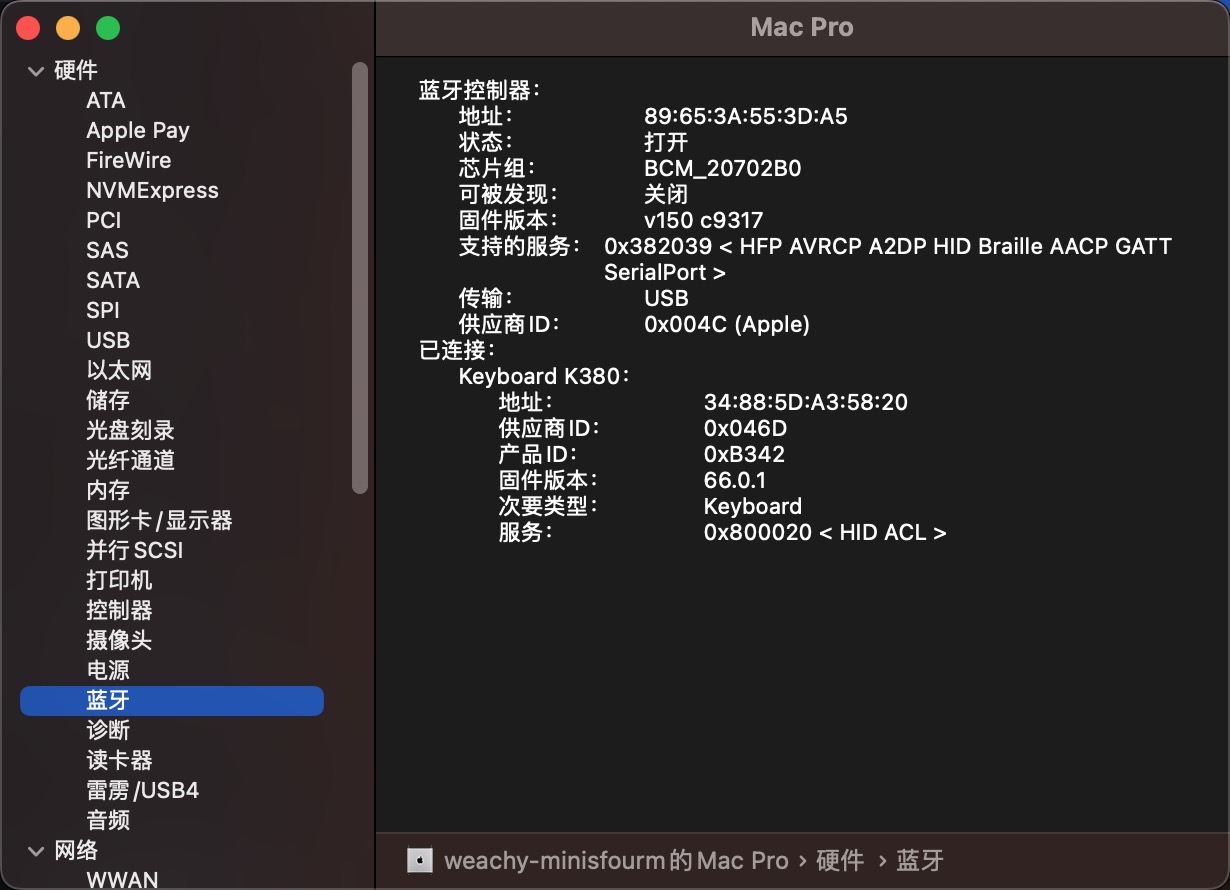 Mac Pro
硬件
ATA
Apple Pay
FireWire
NVMExpress
PCI
SAS
SATA
SPI
USB
以太网
储存
光盘刻录
光纤通道
内存
图形卡/显示器
并行SCSI
打印机
控制器
摄像头
电源
蓝牙
诊断
读卡器
雷雳/USB4
音频
网络
WWAN
蓝牙控制器：
地址： 89:65:3A:55:3D:A5
状态： 打开
芯片组： BCM_20702B0
可被发现： 关闭
固件版本： v150 c9317
支持的服务： 0x382039 < HFP AVRCP A2DP HID Braille AACP GATT
SerialPort >
传输： USB
供应商ID： 0x004C (Apple)
已连接：
Keyboard K380：
地址： 34:88:5D:A3:58:20
供应商ID： 0x046D
产品ID： 0xB342
固件版本： 66.0.1
次要类型： Keyboard
服务： 0x800020 < HID ACL >
weachy-minisfourm的Mac Pro › 硬件 › 蓝牙